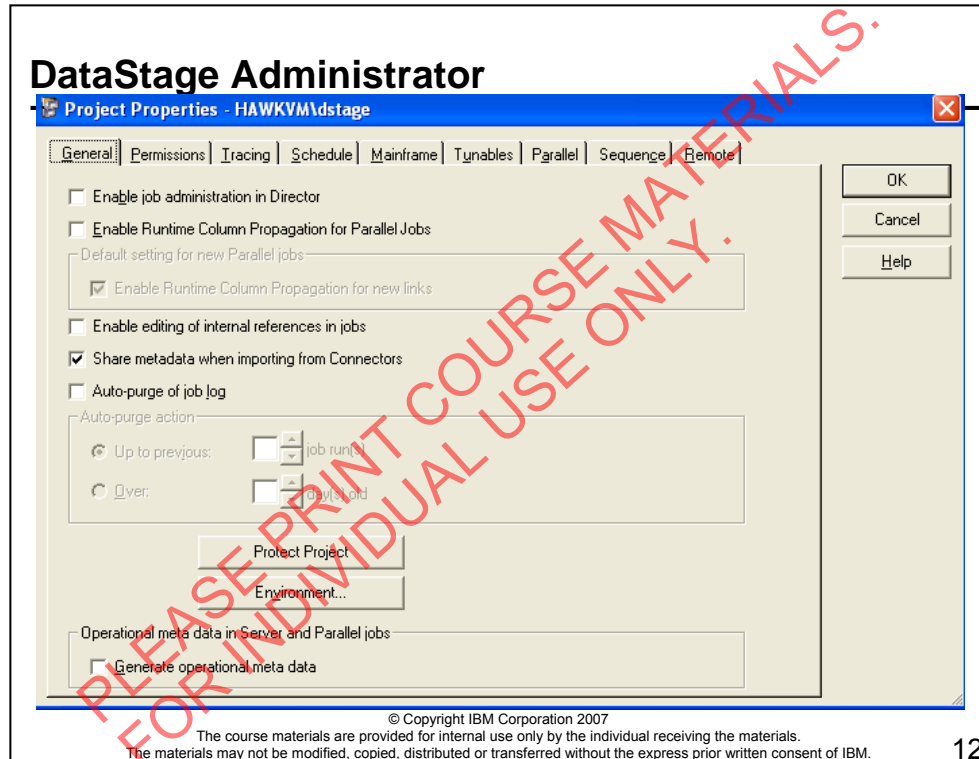 DataStage Administrator
Project Properties - HAWKVM\dstage
General Permissions Tracing Schedule Mainframe Tunables Parallel Sequence Remote
OK
Enable job administration in Director
Cancel
Enable Runtime Column Propagation for Parallel Jobs
Default setting for new Parallel jobs
Help
Enable Runtime Column Propagation for new links
Enable editing of internal references in jobs
Share metadata when importing from Connectors
Auto-purge of job log
Auto-purge action
Up to previous: job run(s)
Over: day(s) old
Protect Project
Environment...
Operational meta data in Server and Parallel jobs
Generate operational meta data
PLEASE PRINT COURSE MATERIALS.
FOR INDIVIDUAL USE ONLY.
© Copyright IBM Corporation 2007
The course materials are provided for internal use only by the individual receiving the materials.
The materials may not be modified, copied, distributed or transferred without the express prior written consent of IBM.
12